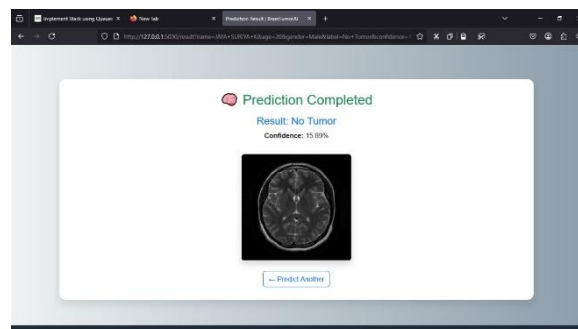 Implement Stack using Queues
New Tab
Prediction Result | BrainTumorAI
Prediction Completed
Result: No Tumor
Confidence: 15.89%
← Predict Another